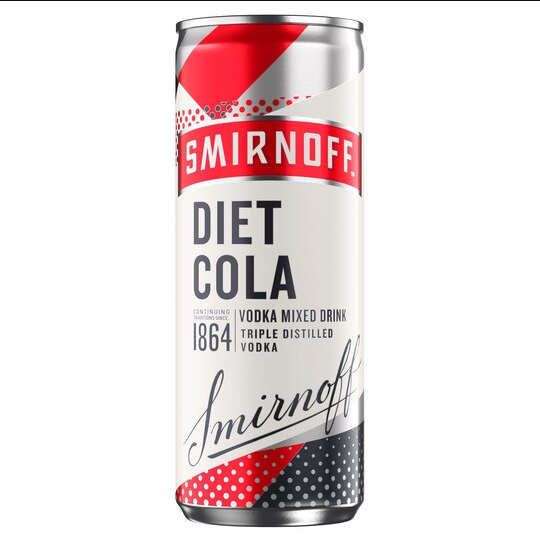 SMIRNOFF
DIET
COLA
CONTINUING
TRADITIONS SINCE
1864
VODKA MIXED DRINK
TRIPLE DISTILLED
VODKA
Smirnoff